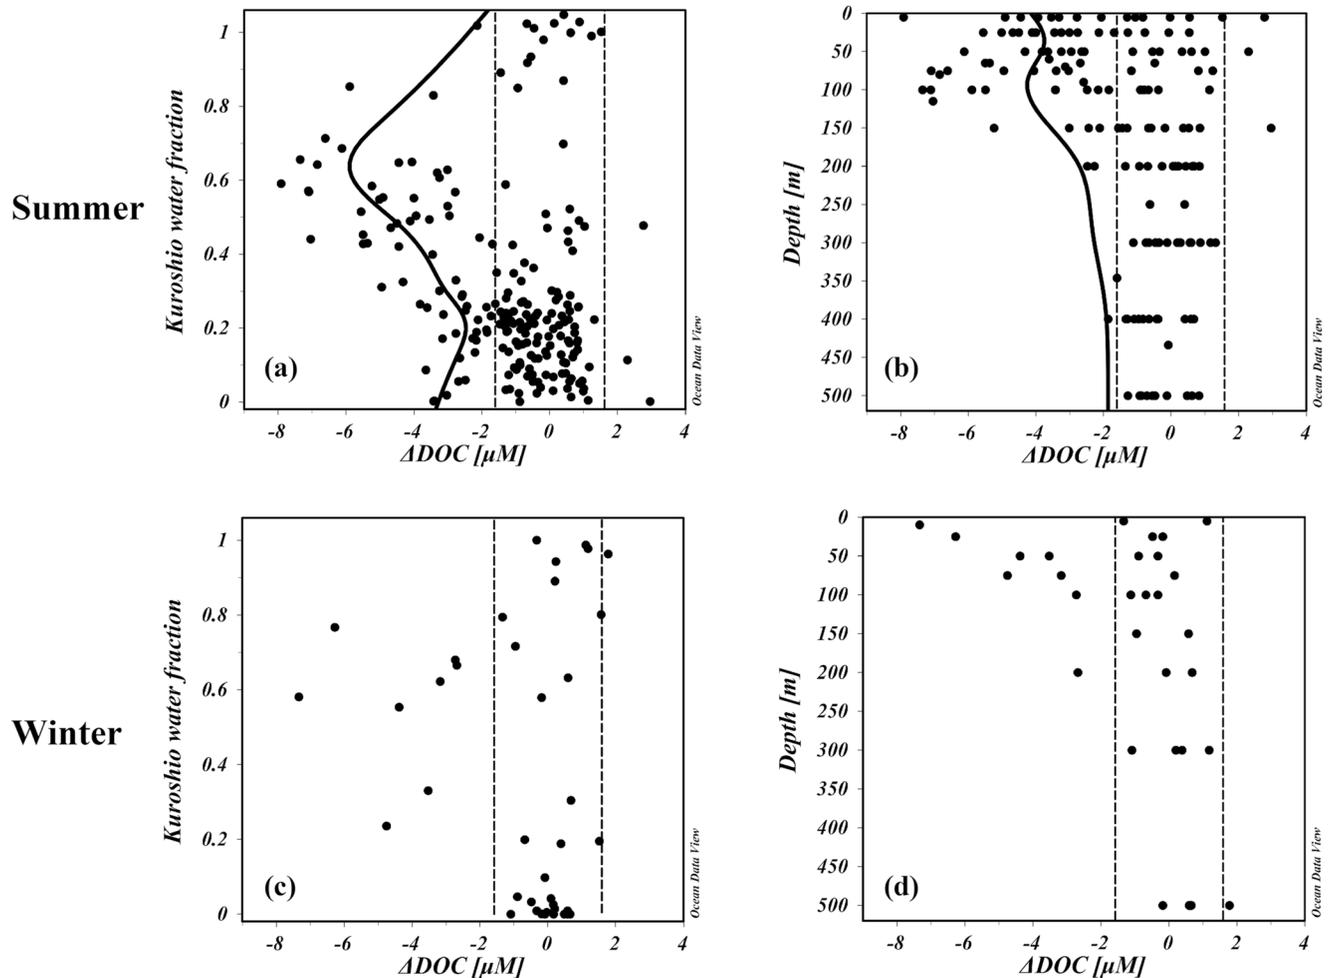 Summer
Kuroshio water fraction
1
0.8
0.6
0.4
0.2
0
(a)
-8 -6 -4 -2 0 2 4
ΔDOC [μM]
Ocean Data View
Depth [m]
0
50
100
150
200
250
300
350
400
450
500
(b)
-8 -6 -4 -2 0 2 4
ΔDOC [μM]
Ocean Data View
Winter
Kuroshio water fraction
1
0.8
0.6
0.4
0.2
0
(c)
-8 -6 -4 -2 0 2 4
ΔDOC [μM]
Ocean Data View
Depth [m]
0
50
100
150
200
250
300
350
400
450
500
(d)
-8 -6 -4 -2 0 2 4
ΔDOC [μM]
Ocean Data View